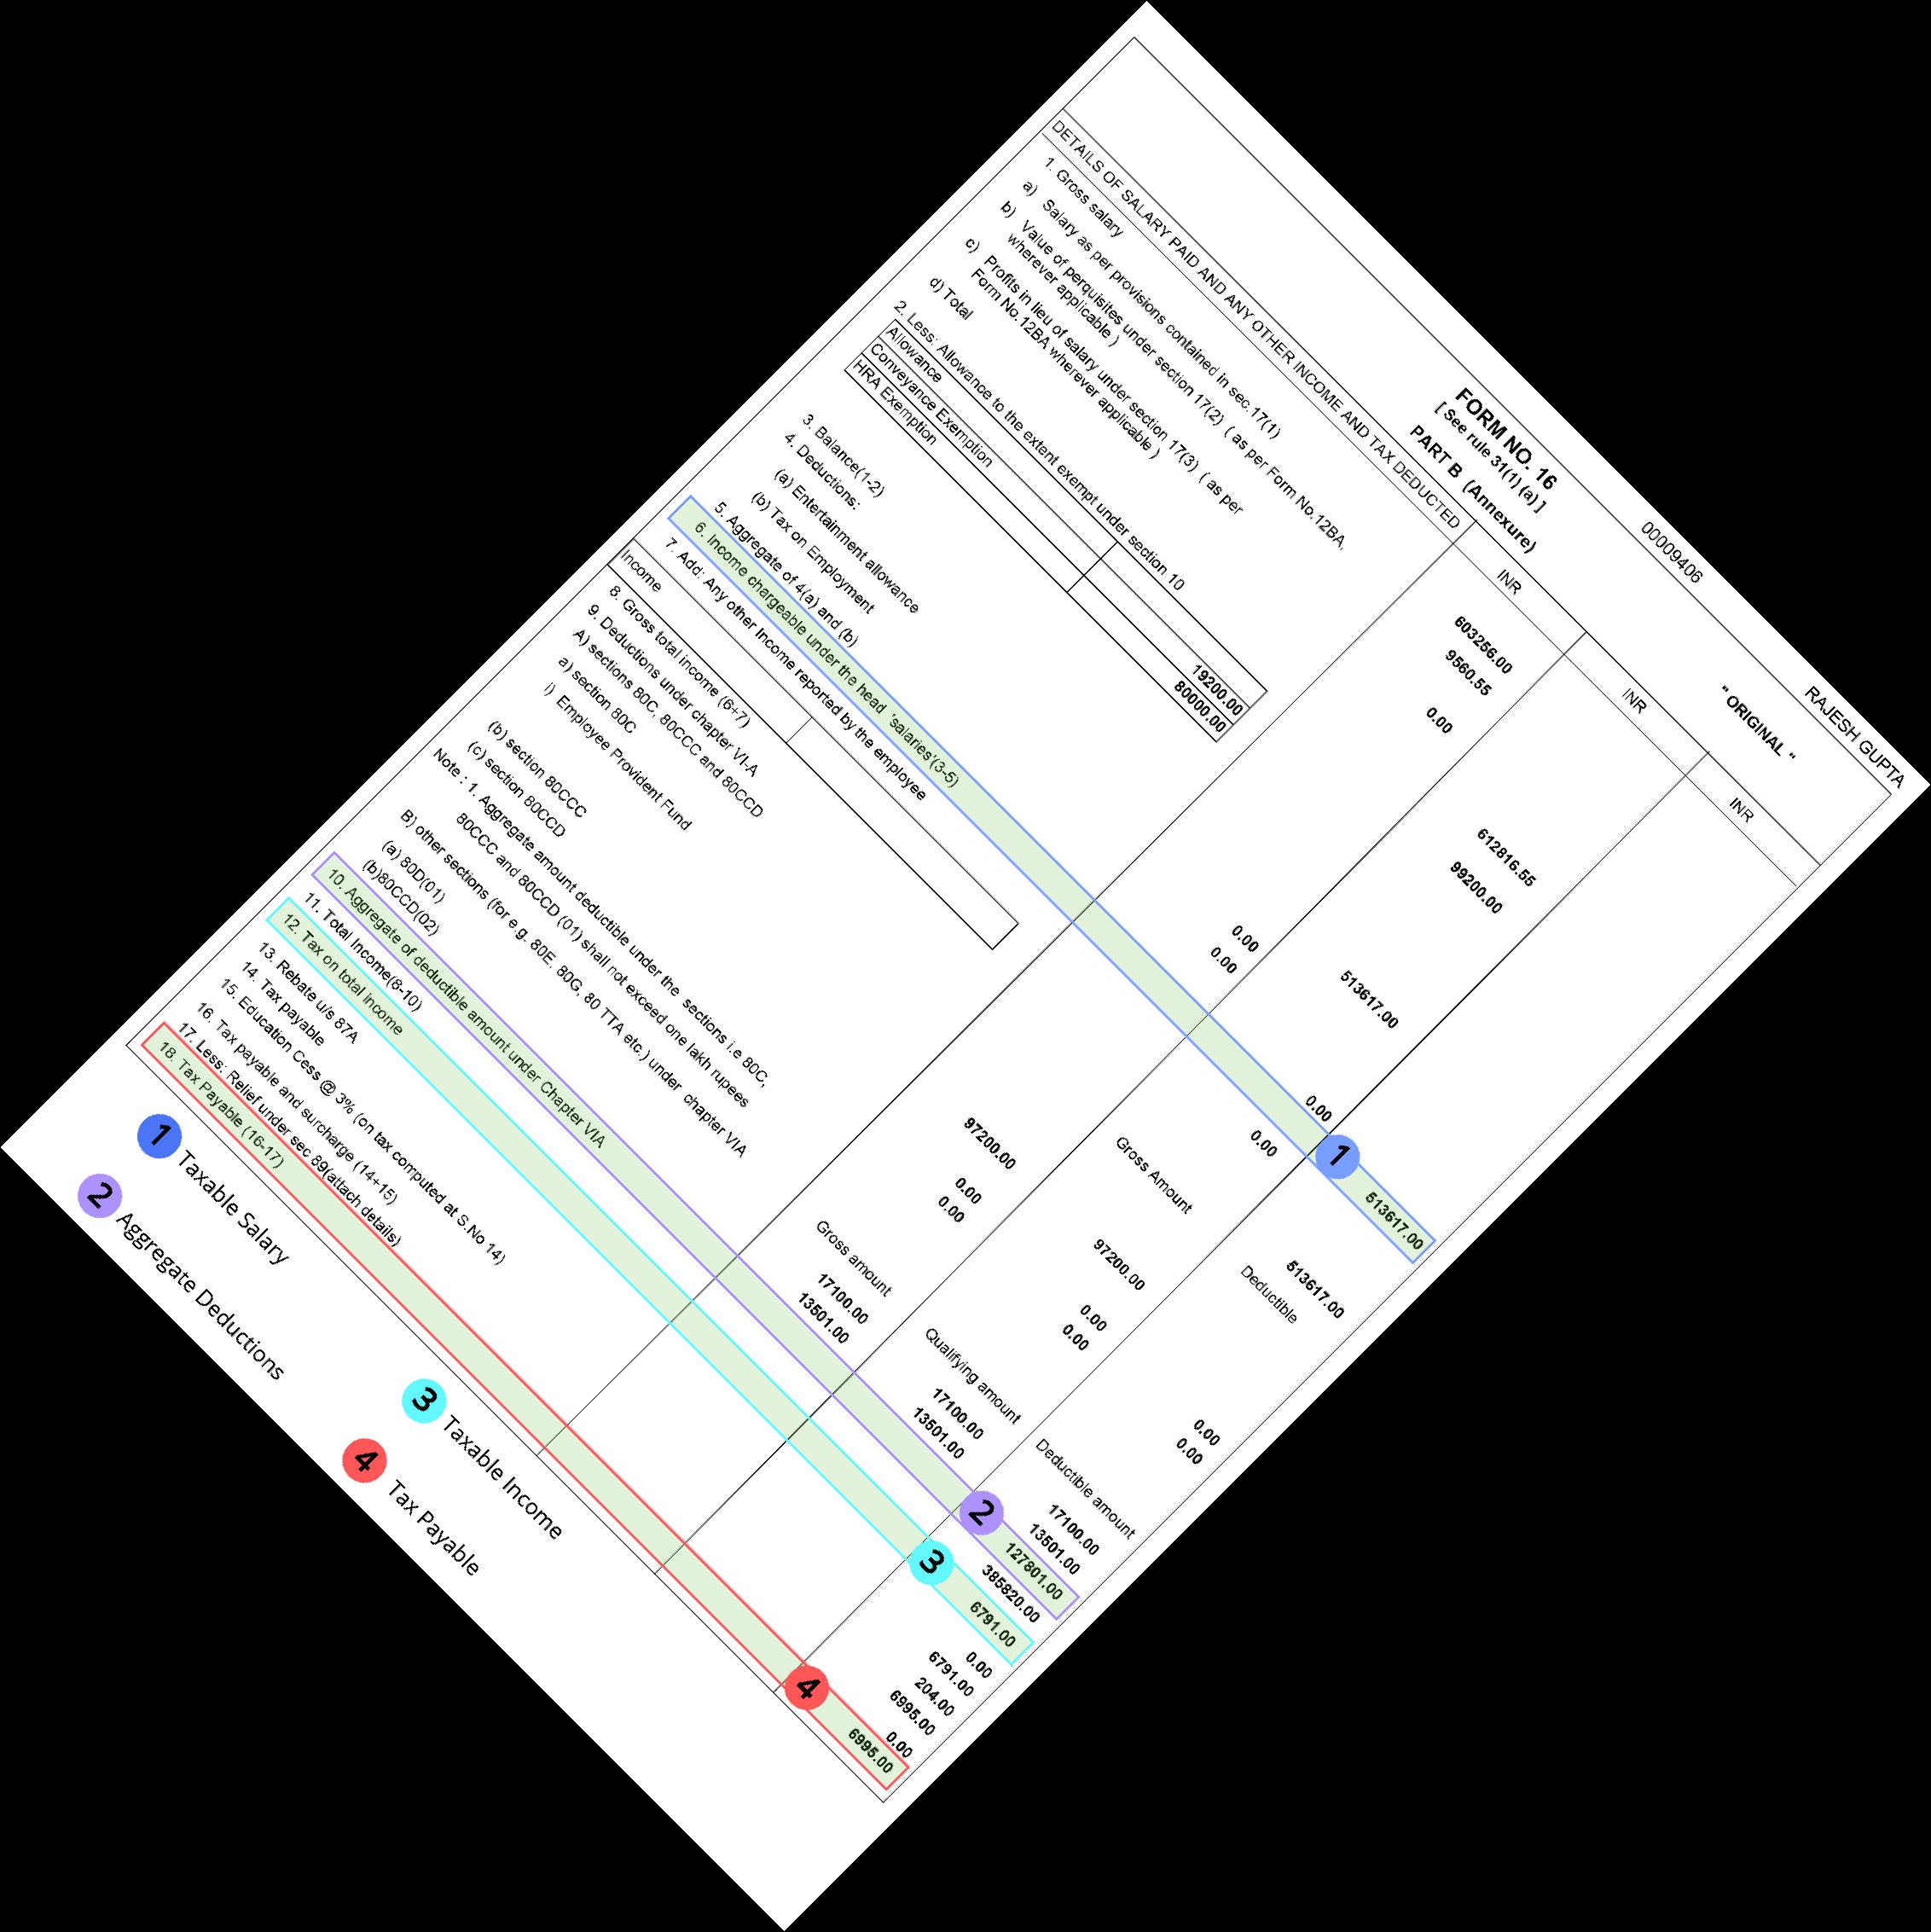 00009406 RAJESH GUPTA
FORM NO. 16 " ORIGINAL "
[ See rule 31(1) (a) ]
PART B (Annexure)
DETAILS OF SALARY PAID AND ANY OTHER INCOME AND TAX DEDUCTED INR INR INR
1. Gross salary
a) Salary as per provisions contained in sec.17(1) 603256.00
b) Value of perquisites under section 17(2) ( as per Form No.12BA, 9560.55
wherever applicable )
c) Profits in lieu of salary under section 17(3) ( as per 0.00
Form No.12BA wherever applicable )
d) Total 612816.55
2. Less: Allowance to the extent exempt under section 10 99200.00
Allowance
Conveyance Exemption 19200.00
HRA Exemption 80000.00
3. Balance(1-2) 513617.00
4. Deductions:
(a) Entertainment allowance 0.00
(b) Tax on Employment 0.00
5. Aggregate of 4(a) and (b) 0.00
6. Income chargeable under the head 'salaries'(3-5) 1 513617.00
7. Add: Any other Income reported by the employee 0.00
Income
8. Gross total income (6+7) 513617.00
9. Deductions under chapter VI-A Gross Amount Deductible
A) sections 80C, 80CCC and 80CCD
a) section 80C
i) Employee Provident Fund 97200.00 97200.00
(b) section 80CCC 0.00 0.00 0.00
(c) section 80CCD 0.00 0.00 0.00
Note : 1. Aggregate amount deductible under the sections i.e 80C,
80CCC and 80CCD (01) shall not exceed one lakh rupees
B) other sections (for e.g. 80E, 80G, 80 TTA etc.) under chapter VIA Gross amount Qualifying amount Deductible amount
(a) 80D(01) 17100.00 17100.00 17100.00
(b)80CCD(02) 13501.00 13501.00 13501.00
10. Aggregate of deductible amount under Chapter VIA 2 127801.00
11. Total Income(8-10) 385820.00
12. Tax on total income 3 6791.00
13. Rebate u/s 87A 0.00
14. Tax payable 6791.00
15. Education Cess @ 3% (on tax computed at S.No 14) 204.00
16. Tax payable and surcharge (14+15) 6995.00
17. Less: Relief under sec 89(attach details) 0.00
18. Tax Payable (16-17) 4 6995.00
1 Taxable Salary 3 Taxable Income
2 Aggregate Deductions 4 Tax Payable